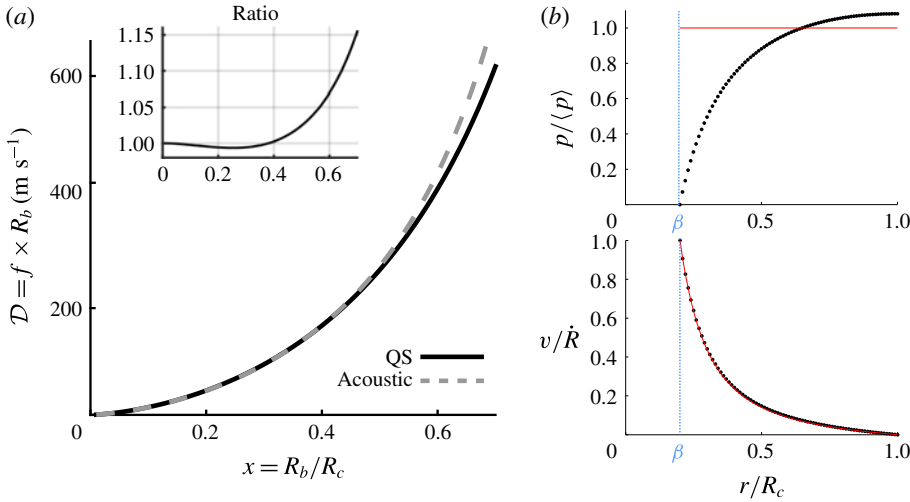 (a)
Ratio
1.15
1.10
1.05
1.00
0 0.2 0.4 0.6
600
400
200
0
𝒟 = f × R_b (m s⁻¹)
QS
Acoustic
0.2 0.4 0.6
x = R_b/R_c
(b)
1.0
0.8
0.6
0.4
0.2
p/⟨p⟩
0 β 0.5 1.0
1.0
0.8
0.6
0.4
0.2
v/Ṙ
0 β 0.5 1.0
r/R_c